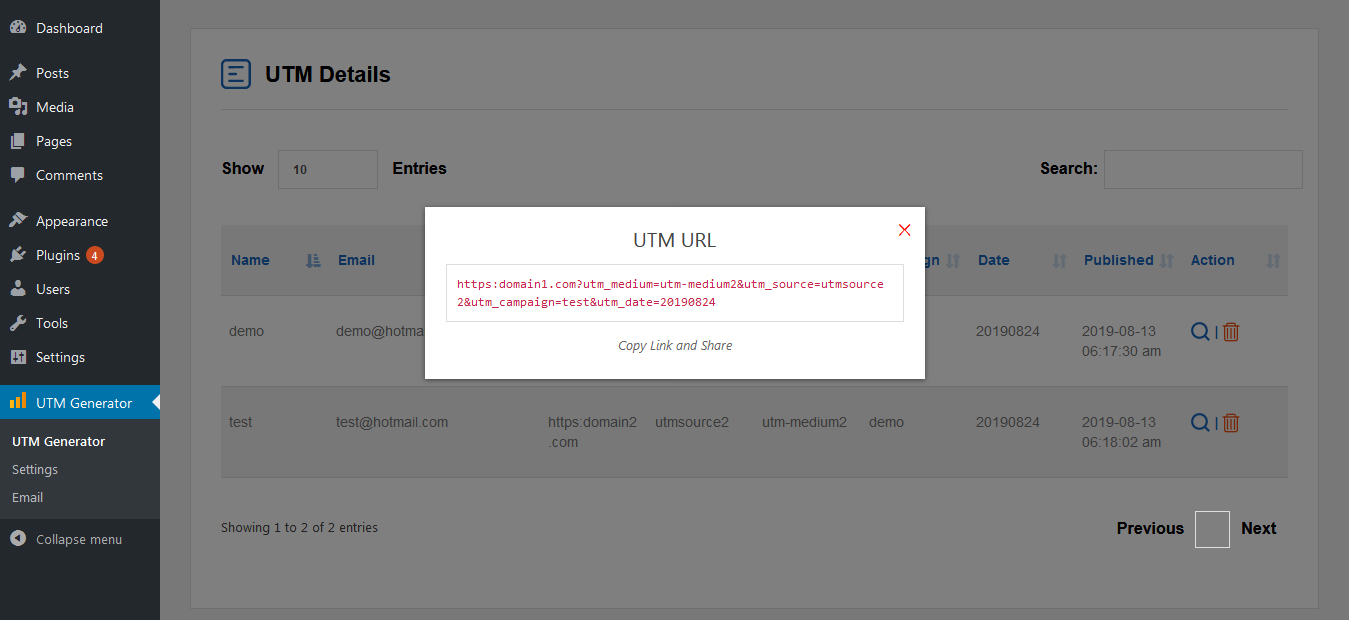 Dashboard
Posts
Media
Pages
Comments
Appearance
Plugins 4
Users
Tools
Settings
UTM Generator
UTM Generator
Settings
Email
Collapse menu
UTM Details
Show 10 Entries
Search:
Name Email Date Published Action
demo 20190824 2019-08-13
06:17:30 am
test test@hotmail.com https:domain2 utmsource2 utm-medium2 demo 20190824 2019-08-13
.com 06:18:02 am
Showing 1 to 2 of 2 entries
Previous Next
UTM URL
https:domain1.com?utm_medium=utm-medium2&utm_source=utmsource
2&utm_campaign=test&utm_date=20190824
Copy Link and Share